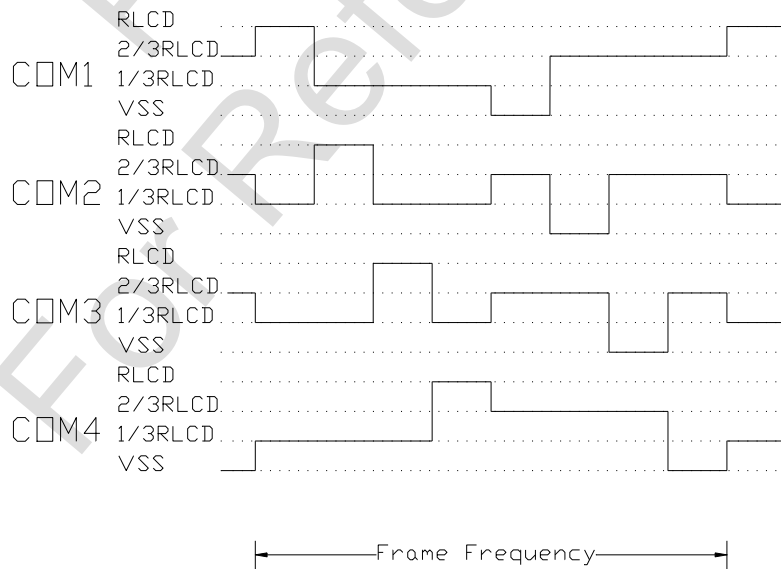 RLCD
2/3RLCD
COM1 1/3RLCD
VSS
RLCD
2/3RLCD
COM2 1/3RLCD
VSS
RLCD
2/3RLCD
COM3 1/3RLCD
VSS
RLCD
2/3RLCD
COM4 1/3RLCD
VSS
Frame Frequency
For